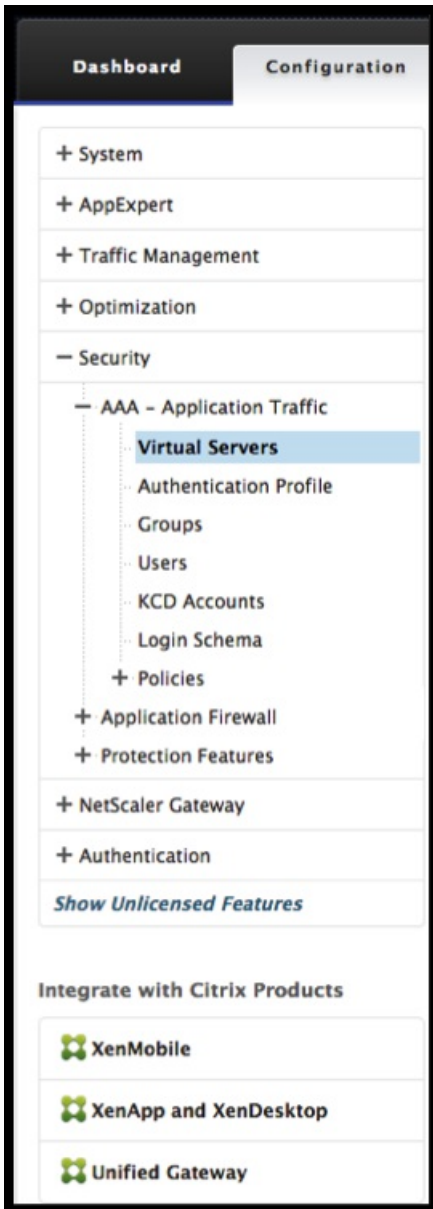 Dashboard Configuration
+ System
+ AppExpert
+ Traffic Management
+ Optimization
− Security
− AAA – Application Traffic
Virtual Servers
Authentication Profile
Groups
Users
KCD Accounts
Login Schema
+ Policies
+ Application Firewall
+ Protection Features
+ NetScaler Gateway
+ Authentication
Show Unlicensed Features
Integrate with Citrix Products
XenMobile
XenApp and XenDesktop
Unified Gateway